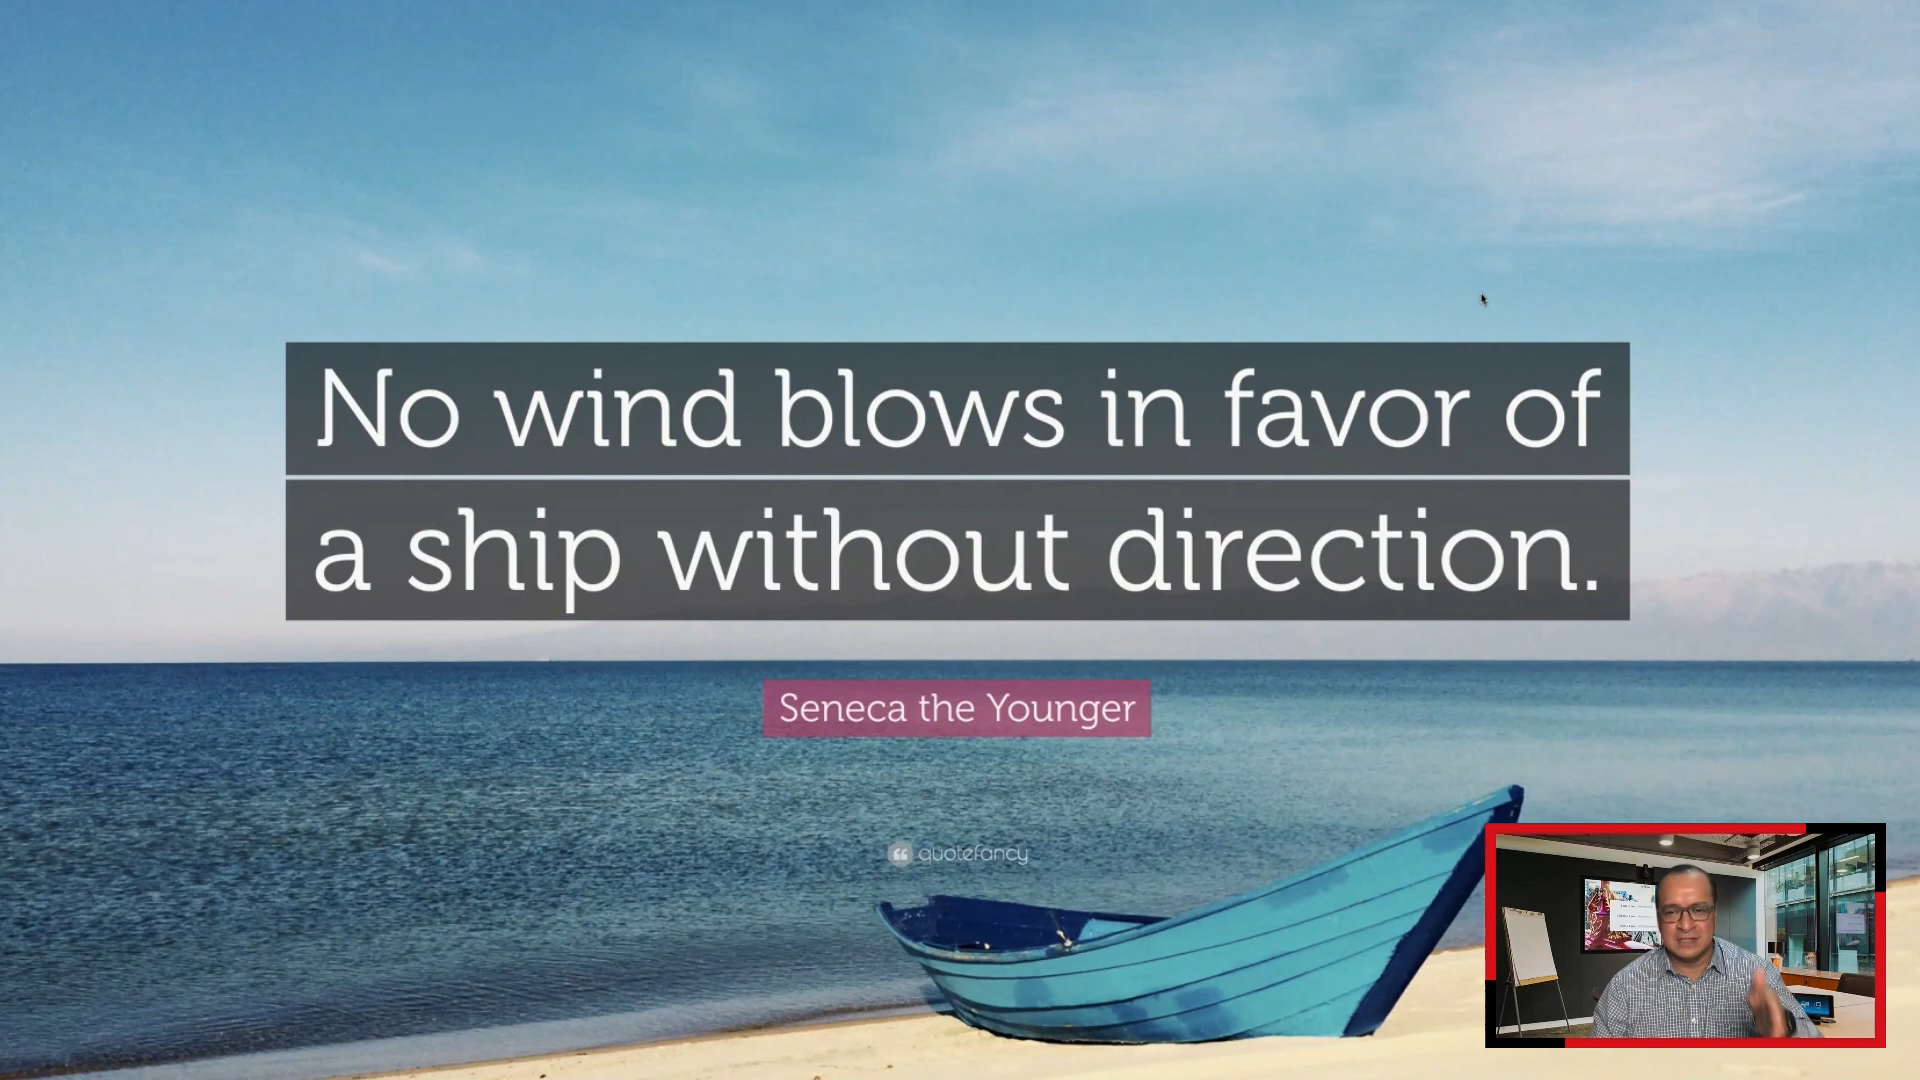 No wind blows in favor of
a ship without direction.
Seneca the Younger
quotefancy